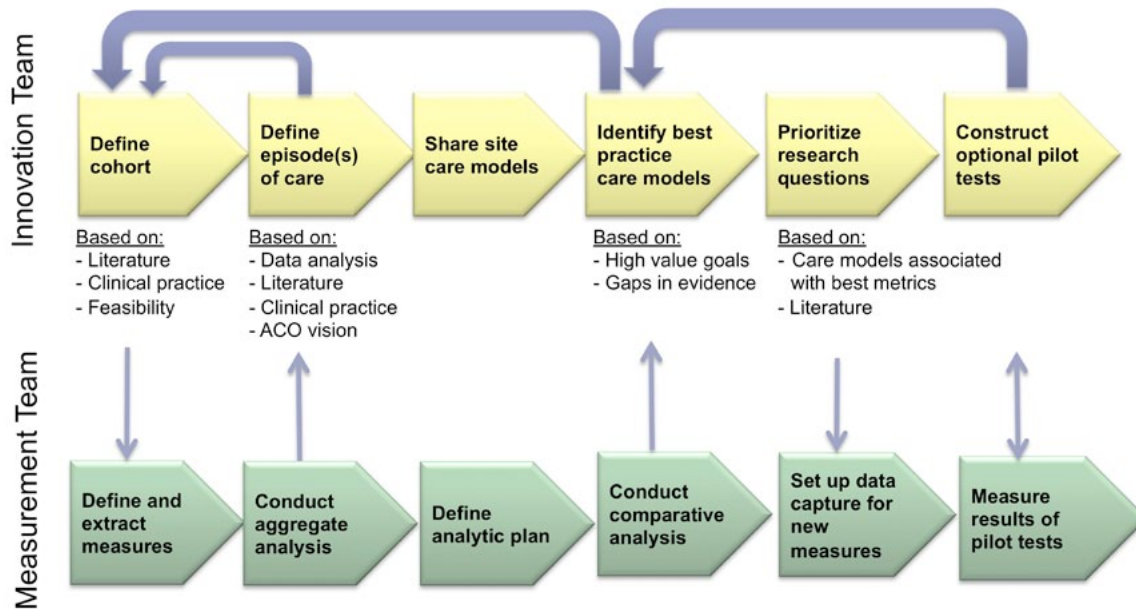 Innovation Team
Define
cohort
Define
episode(s)
of care
Share site
care models
Identify best
practice
care models
Prioritize
research
questions
Construct
optional pilot
tests
Based on:
- Literature
- Clinical practice
- Feasibility
Based on:
- Data analysis
- Literature
- Clinical practice
- ACO vision
Based on:
- High value goals
- Gaps in evidence
Based on:
- Care models associated
with best metrics
- Literature
Measurement Team
Define and
extract
measures
Conduct
aggregate
analysis
Define
analytic plan
Conduct
comparative
analysis
Set up data
capture for
new
measures
Measure
results of
pilot tests